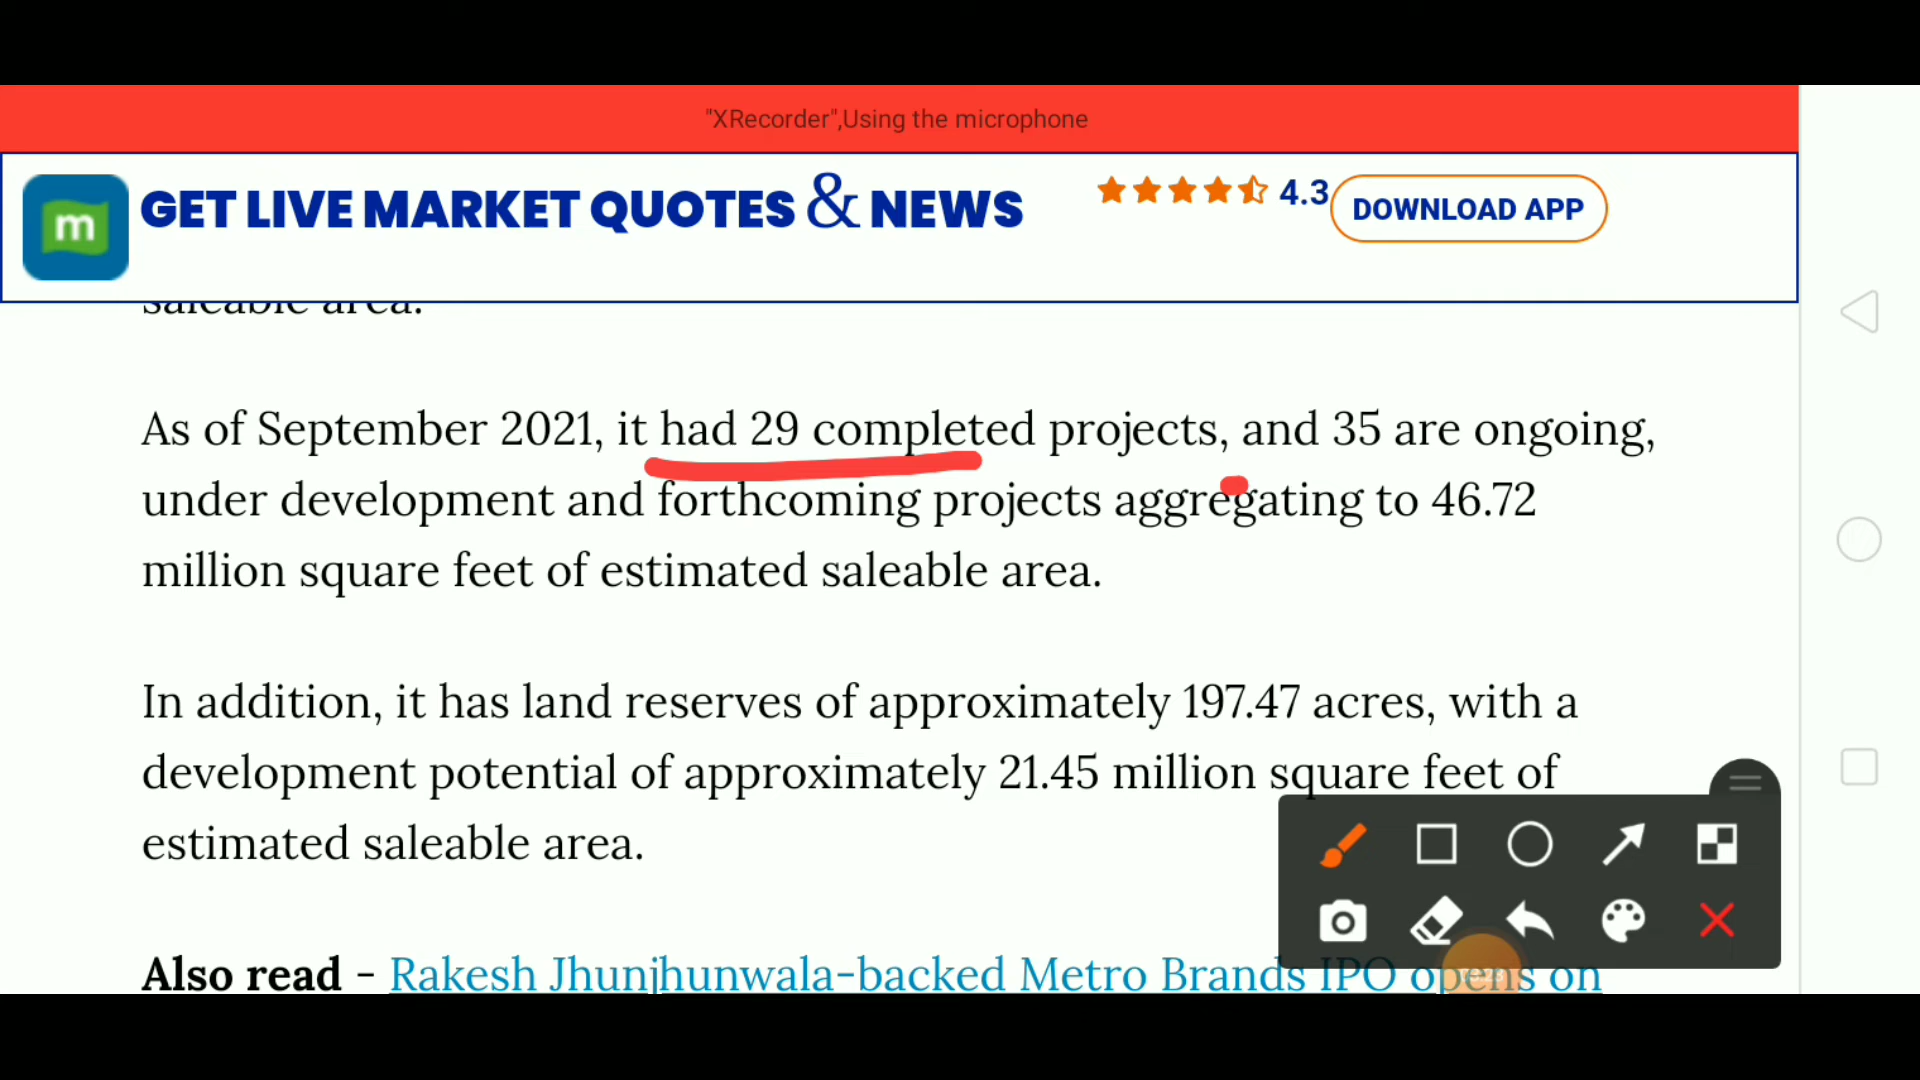 "XRecorder",Using the microphone
m
GET LIVE MARKET QUOTES & NEWS
4.3
DOWNLOAD APP
saleable area.
As of September 2021, it had 29 completed projects, and 35 are ongoing,
under development and forthcoming projects aggregating to 46.72
million square feet of estimated saleable area.
In addition, it has land reserves of approximately 197.47 acres, with a
development potential of approximately 21.45 million square feet of
estimated saleable area.
Also read - Rakesh Jhunjhunwala-backed Metro Brands IPO opens on